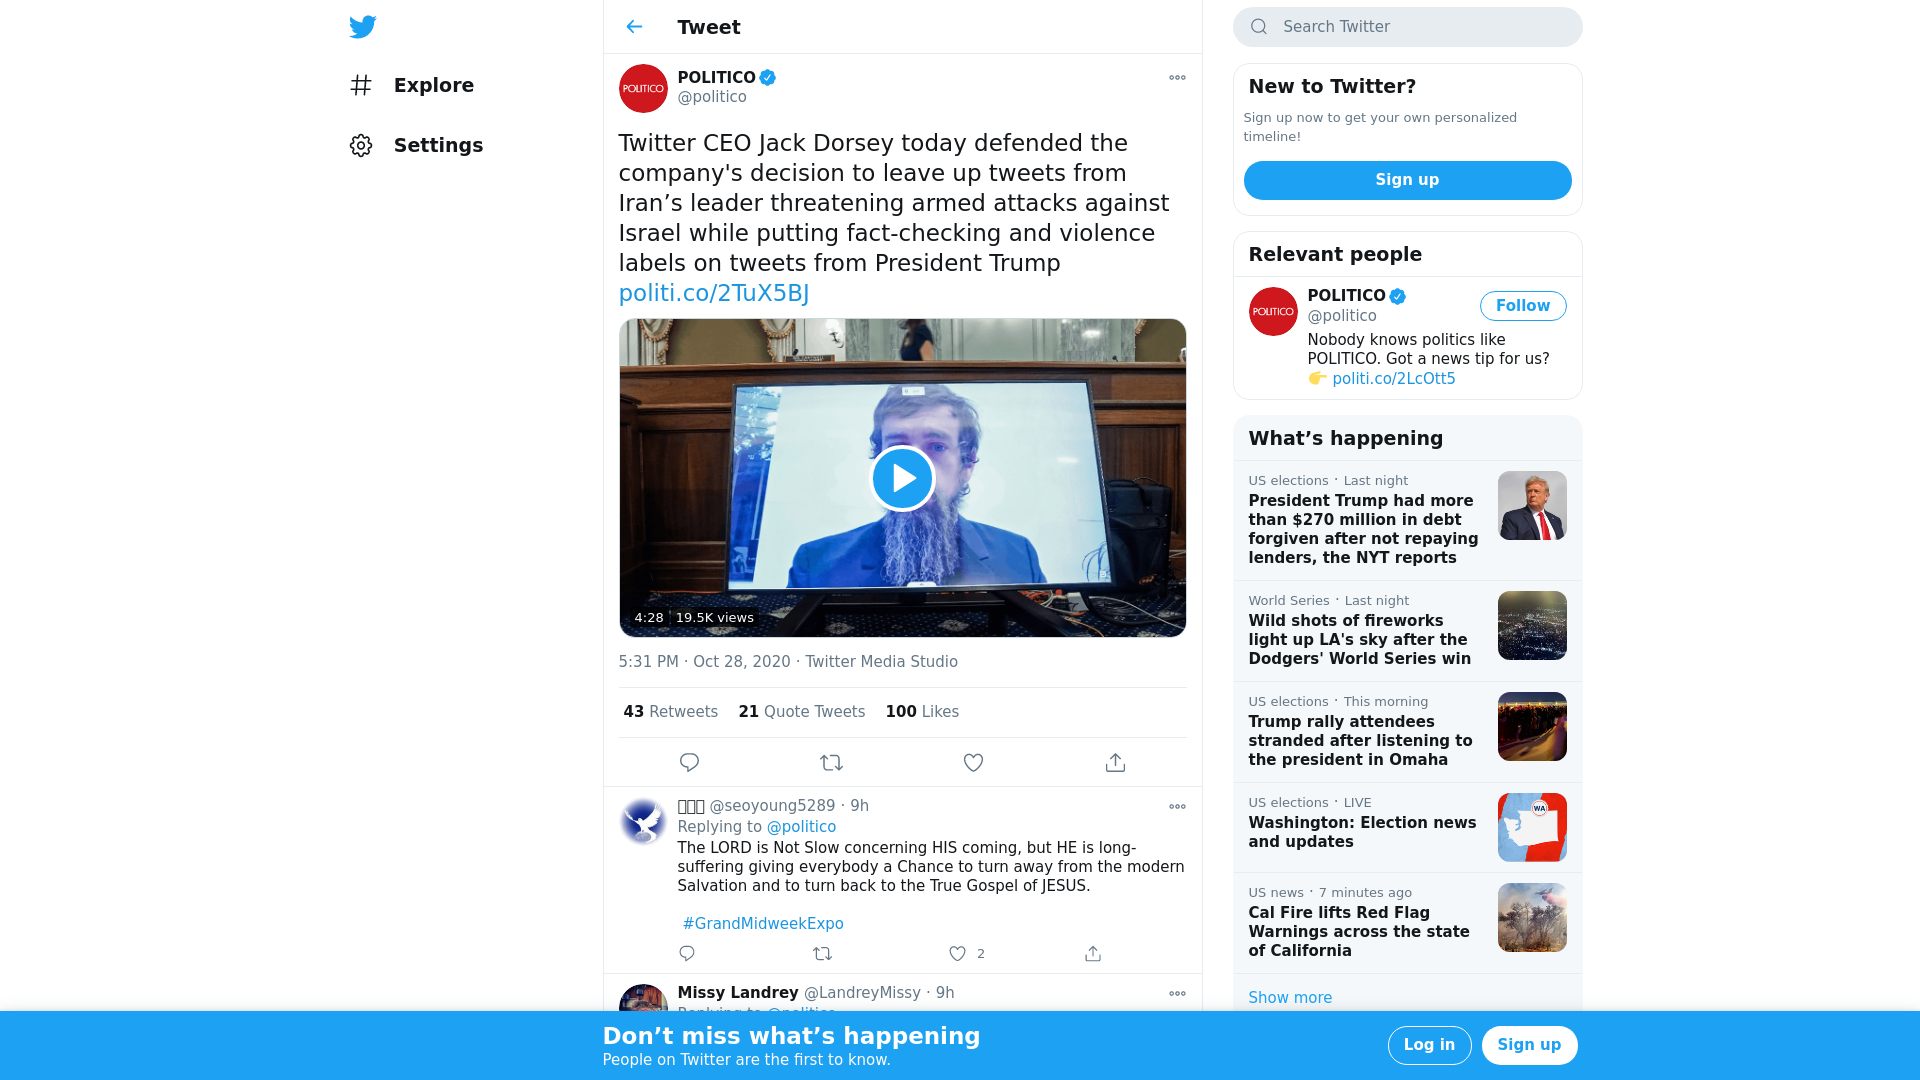 Tweet
Search Twitter
Explore
Settings
POLITICO
POLITICO
@politico
Twitter CEO Jack Dorsey today defended the
company's decision to leave up tweets from
Iran’s leader threatening armed attacks against
Israel while putting fact-checking and violence
labels on tweets from President Trump
politi.co/2TuX5BJ
4:28 19.5K views
5:31 PM · Oct 28, 2020 · Twitter Media Studio
43 Retweets 21 Quote Tweets 100 Likes
@seoyoung5289 · 9h
Replying to @politico
The LORD is Not Slow concerning HIS coming, but HE is long-
suffering giving everybody a Chance to turn away from the modern
Salvation and to turn back to the True Gospel of JESUS.
#GrandMidweekExpo
2
Missy Landrey @LandreyMissy · 9h
Replying to @politico
New to Twitter?
Sign up now to get your own personalized
timeline!
Sign up
Relevant people
POLITICO
POLITICO
@politico
Follow
Nobody knows politics like
POLITICO. Got a news tip for us?
👉 politi.co/2LcOtt5
What’s happening
US elections · Last night
President Trump had more
than $270 million in debt
forgiven after not repaying
lenders, the NYT reports
World Series · Last night
Wild shots of fireworks
light up LA's sky after the
Dodgers' World Series win
US elections · This morning
Trump rally attendees
stranded after listening to
the president in Omaha
US elections · LIVE
Washington: Election news
and updates
WA
US news · 7 minutes ago
Cal Fire lifts Red Flag
Warnings across the state
of California
Show more
Don’t miss what’s happening
People on Twitter are the first to know.
Log in
Sign up